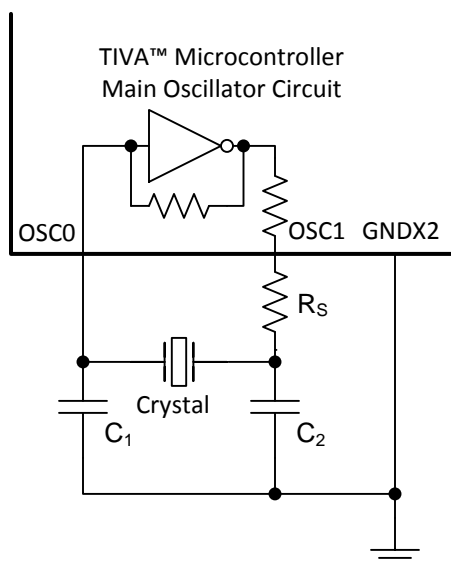 TIVA™ Microcontroller
Main Oscillator Circuit
OSC0
OSC1 GNDX2
RS
Crystal
C1
C2